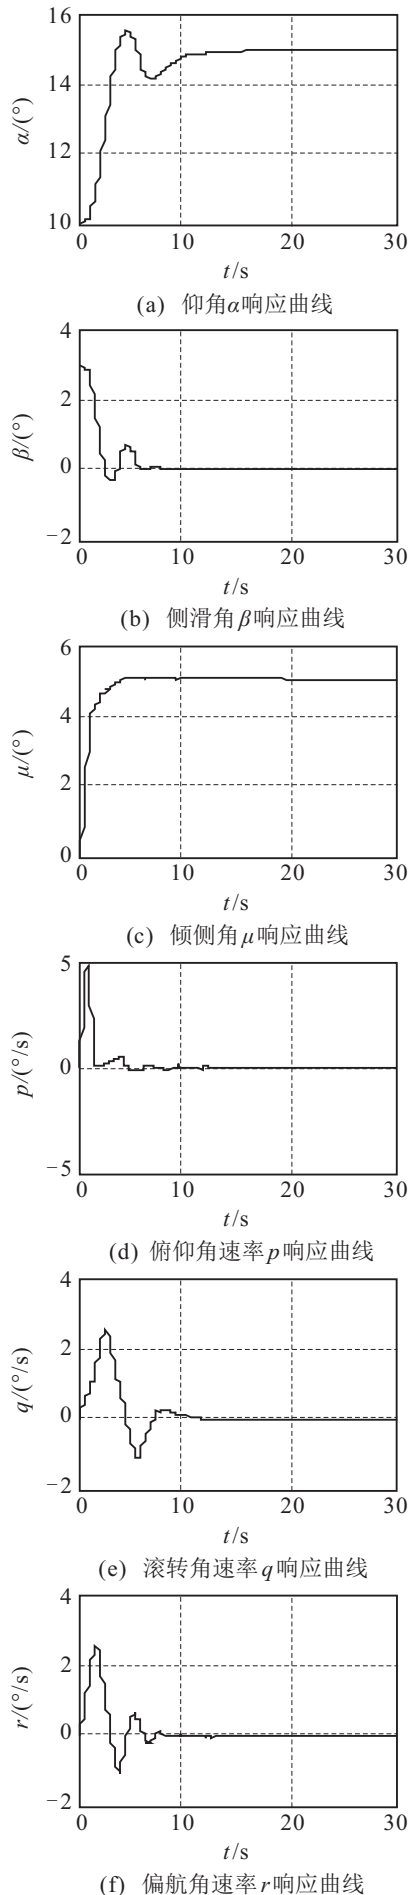 16
14
12
10
α/(°)
0 10 20 30
t/s
(a) 仰角α响应曲线
4
2
0
−2
β/(°)
0 10 20 30
t/s
(b) 侧滑角β响应曲线
6
4
2
0
μ/(°)
0 10 20 30
t/s
(c) 倾侧角μ响应曲线
5
0
−5
p/(°/s)
0 10 20 30
t/s
(d) 俯仰角速率p响应曲线
4
2
0
−2
q/(°/s)
0 10 20 30
t/s
(e) 滚转角速率q响应曲线
4
2
0
−2
r/(°/s)
0 10 20 30
t/s
(f) 偏航角速率r响应曲线